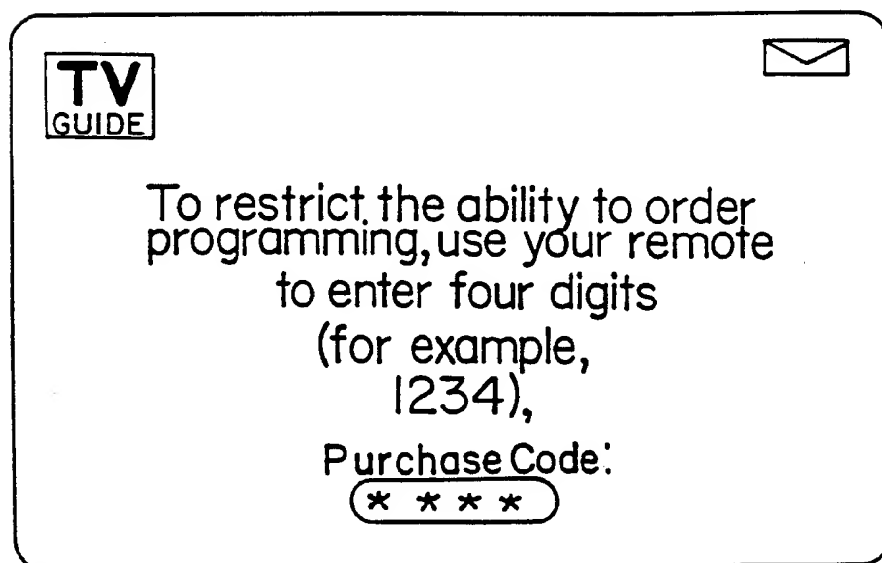 TV
GUIDE
To restrict the ability to order
programming, use your remote
to enter four digits
(for example,
1234),
Purchase Code:
* * * *